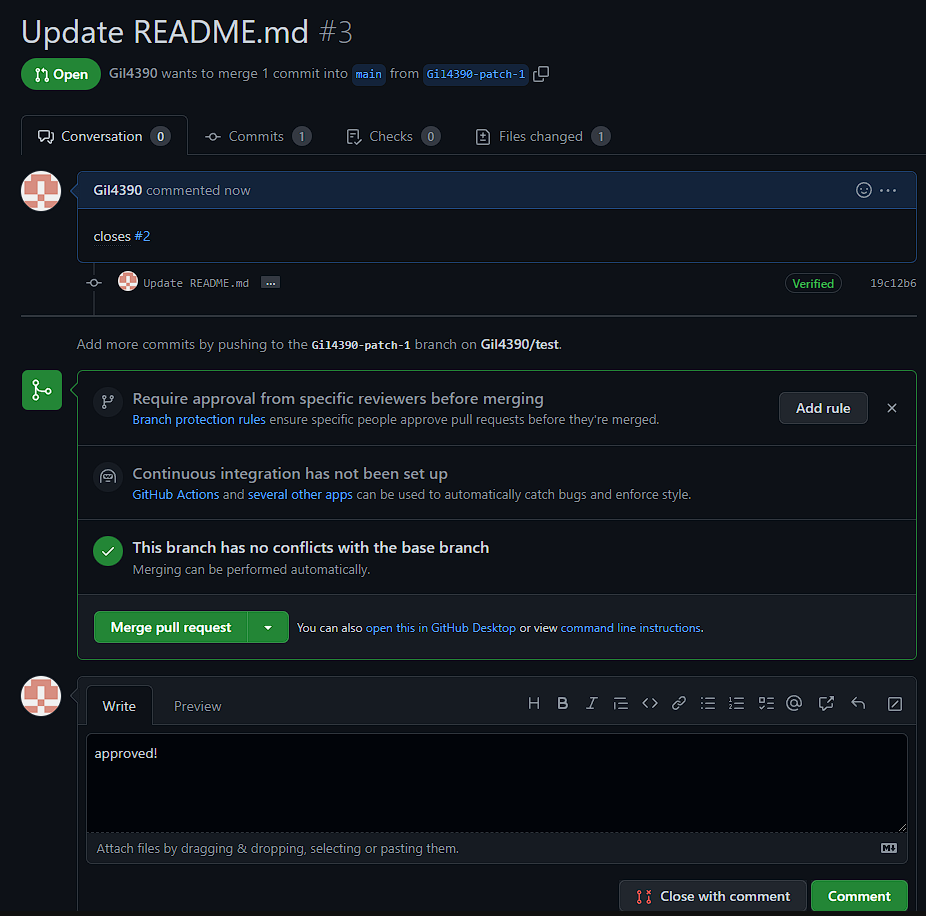 Update README.md #3
Open Gil4390 wants to merge 1 commit into main from Gil4390-patch-1
Conversation 0 Commits 1 Checks 0 Files changed 1
Gil4390 commented now
closes #2
Update README.md ... Verified 19c12b6
Add more commits by pushing to the Gil4390-patch-1 branch on Gil4390/test.
Require approval from specific reviewers before merging
Add rule
Branch protection rules ensure specific people approve pull requests before they're merged.
Continuous integration has not been set up
GitHub Actions and several other apps can be used to automatically catch bugs and enforce style.
This branch has no conflicts with the base branch
Merging can be performed automatically.
Merge pull request You can also open this in GitHub Desktop or view command line instructions.
Write Preview
approved!
Attach files by dragging & dropping, selecting or pasting them.
Close with comment Comment